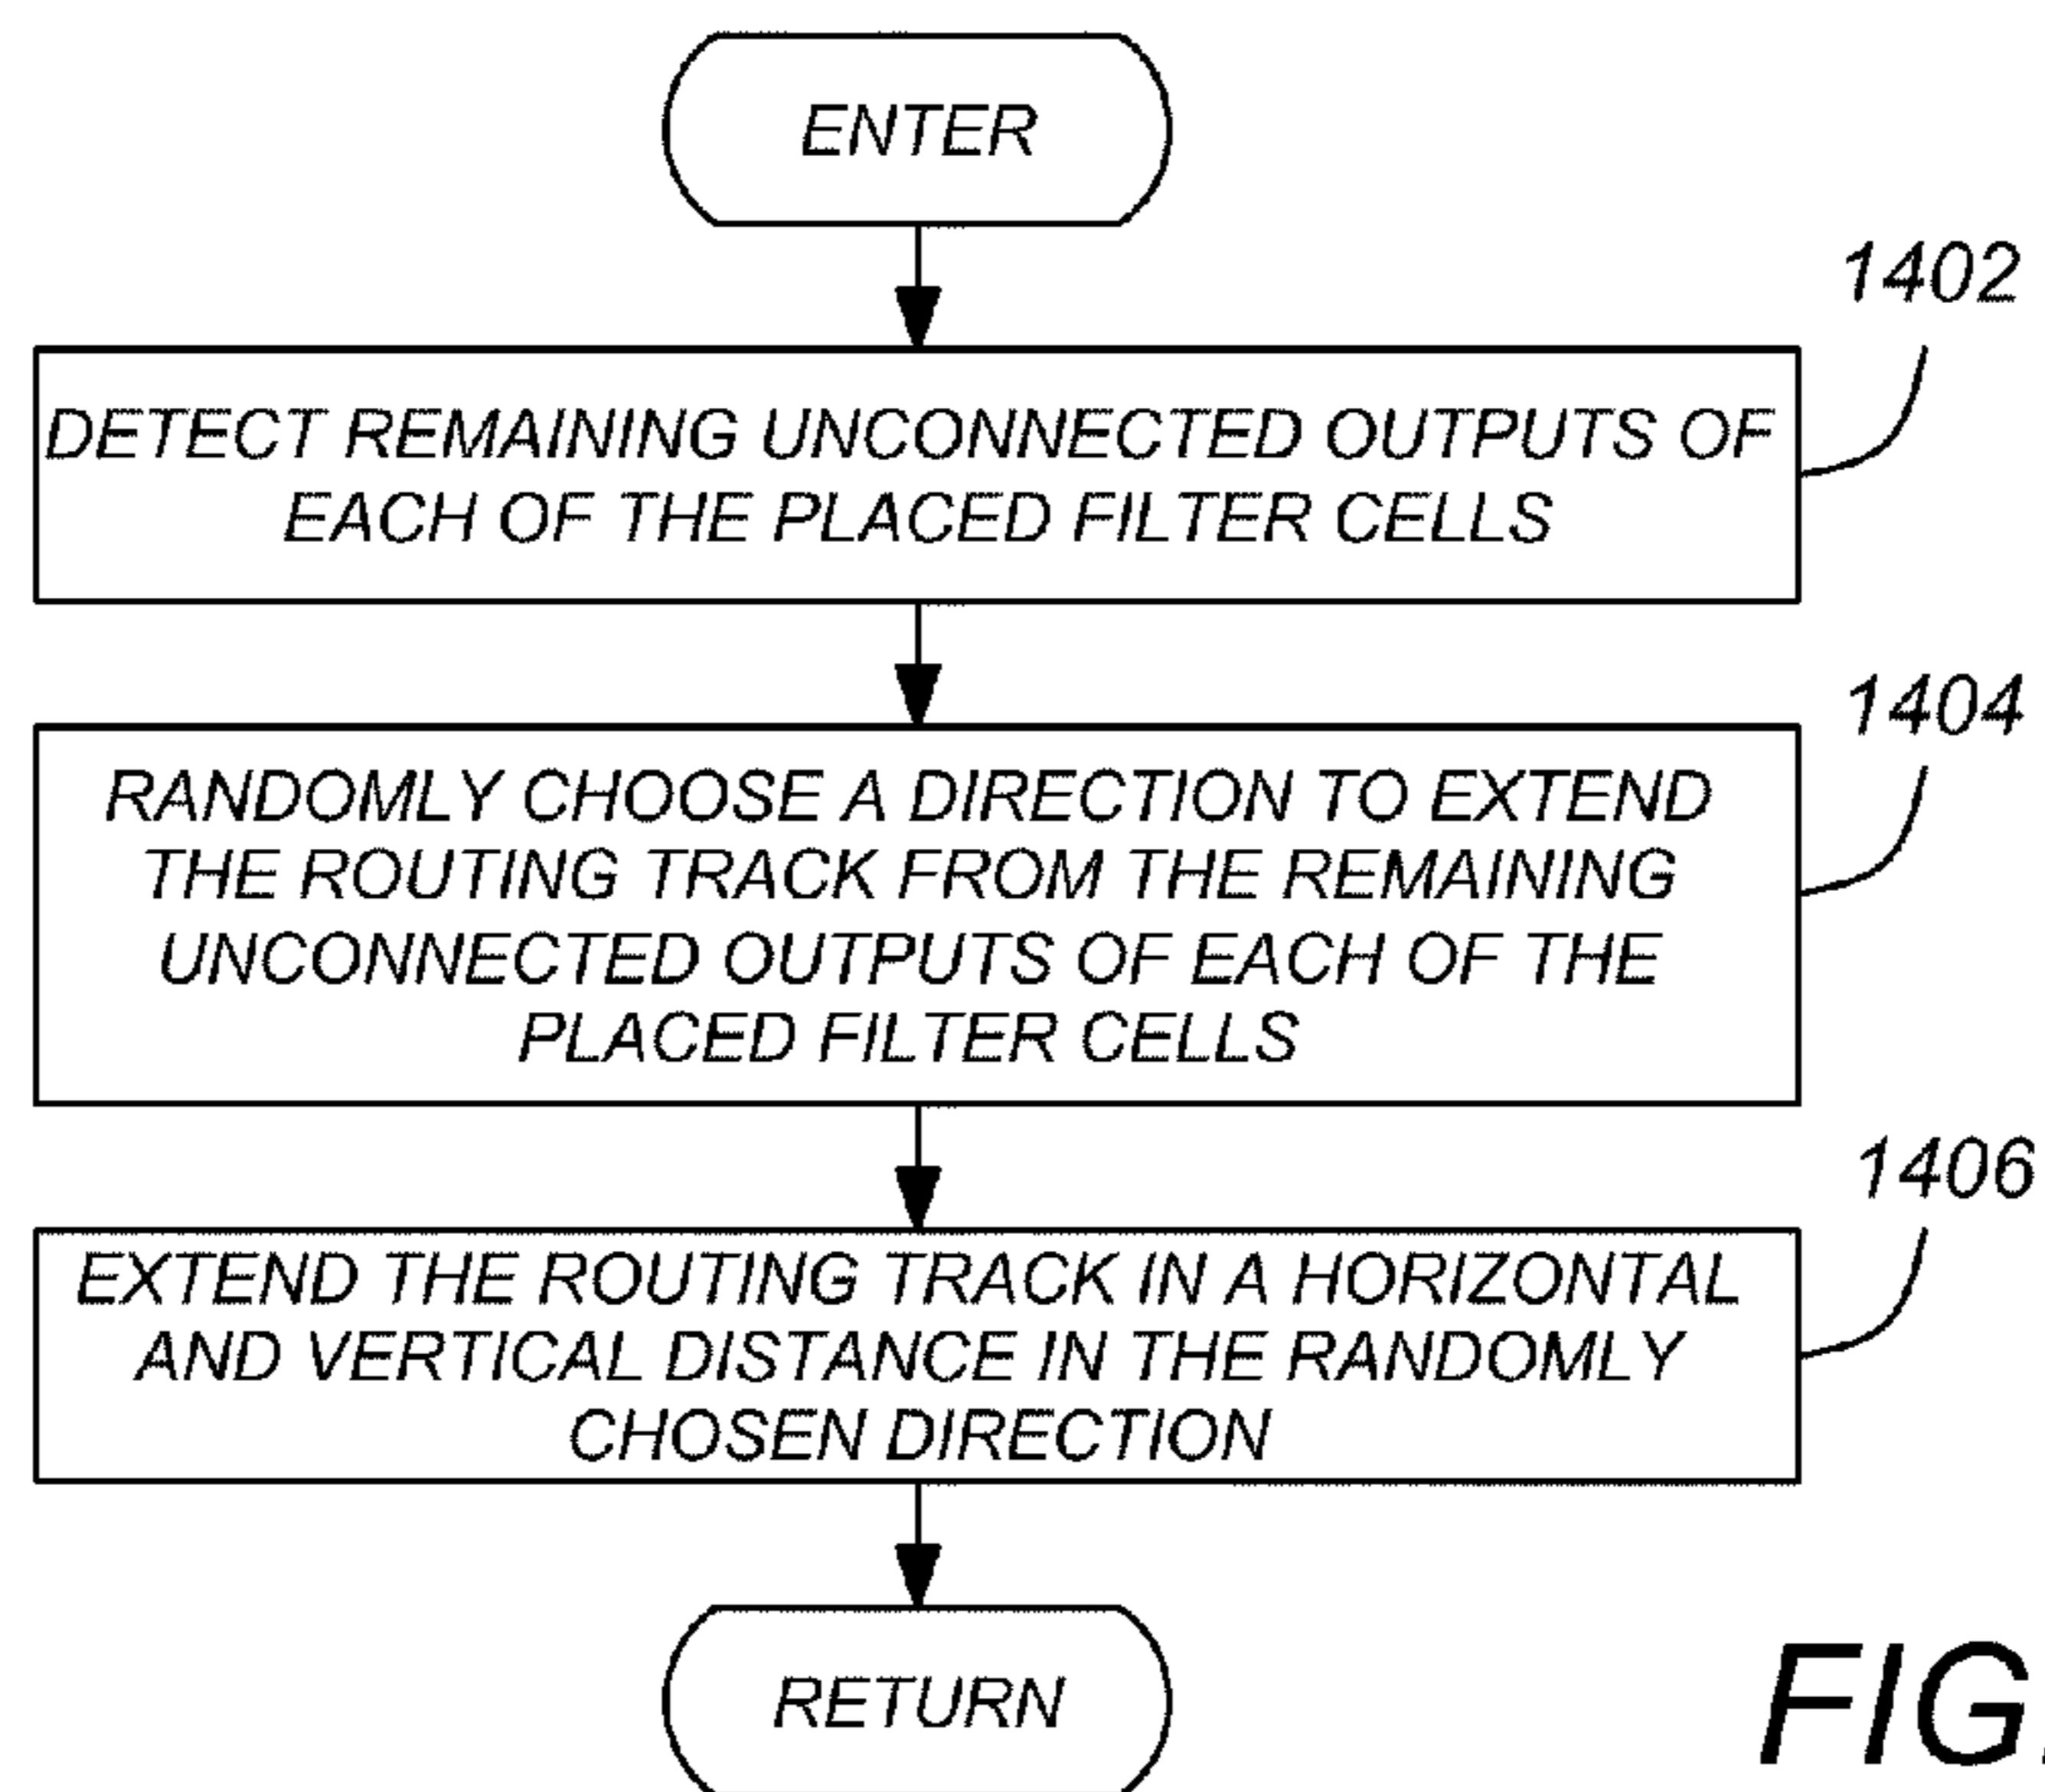 ENTER
1402
DETECT REMAINING UNCONNECTED OUTPUTS OF
EACH OF THE PLACED FILTER CELLS
1404
RANDOMLY CHOOSE A DIRECTION TO EXTEND
THE ROUTING TRACK FROM THE REMAINING
UNCONNECTED OUTPUTS OF EACH OF THE
PLACED FILTER CELLS
1406
EXTEND THE ROUTING TRACK IN A HORIZONTAL
AND VERTICAL DISTANCE IN THE RANDOMLY
CHOSEN DIRECTION
RETURN
FIG.